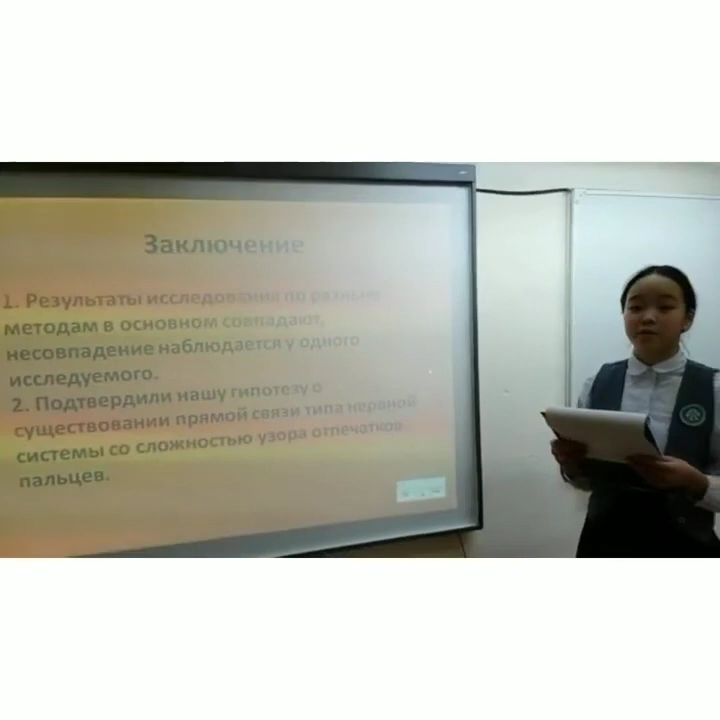 Заключение
1. Результаты исследования по разным
методам в основном совпадают,
несовпадение наблюдается у одного
исследуемого.
2. Подтвердили нашу гипотезу о
существовании прямой связи типа нервной
системы со сложностью узора отпечатков
пальцев.